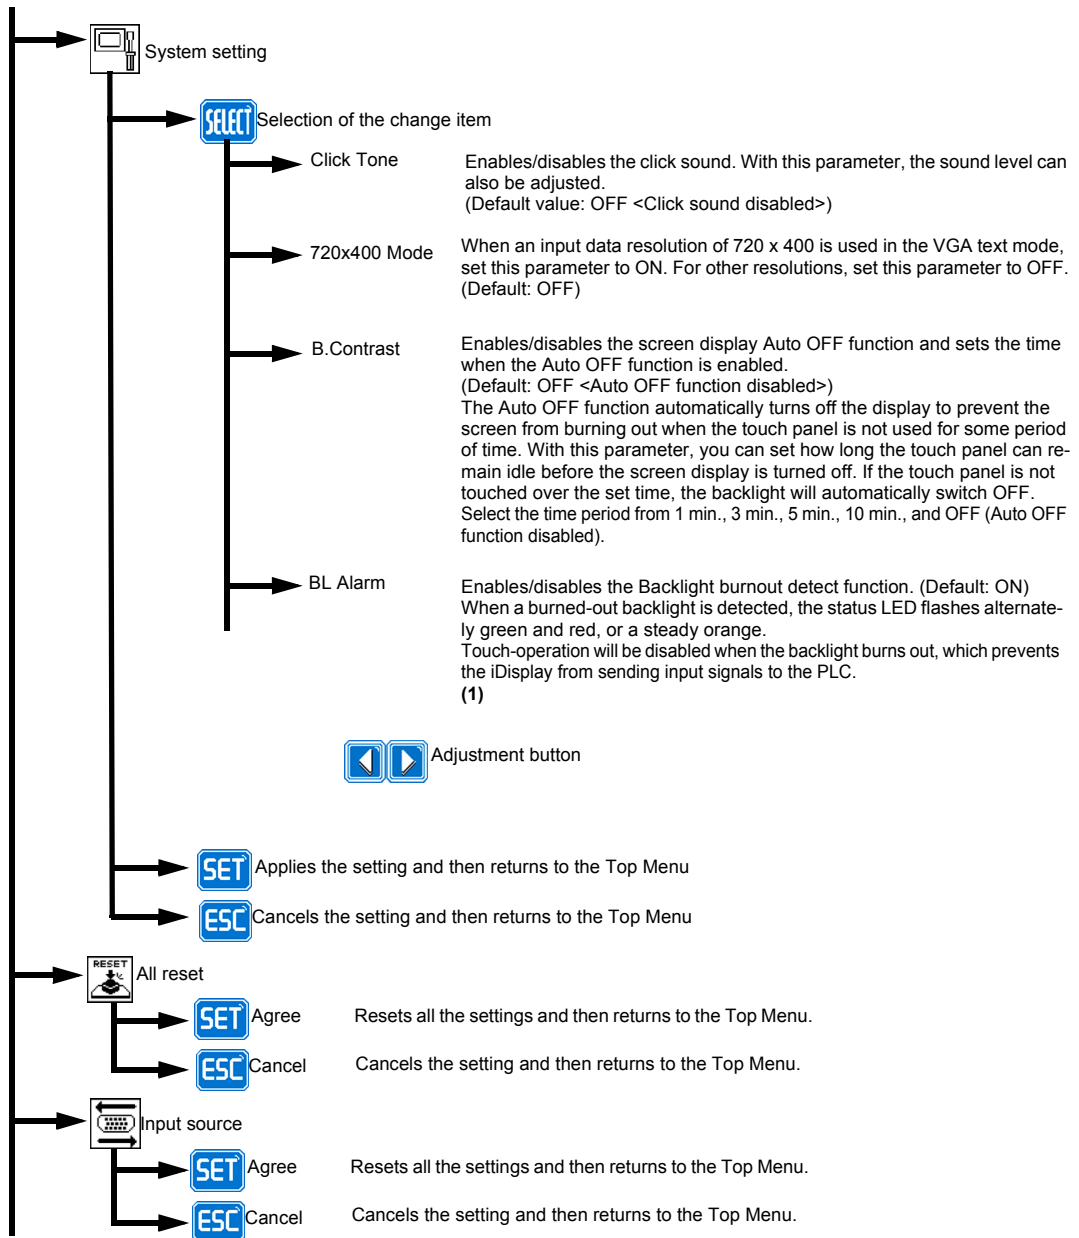 System setting
SELECT Selection of the change item
Click Tone
Enables/disables the click sound. With this parameter, the sound level can
also be adjusted.
(Default value: OFF <Click sound disabled>)
720x400 Mode
When an input data resolution of 720 x 400 is used in the VGA text mode,
set this parameter to ON. For other resolutions, set this parameter to OFF.
(Default: OFF)
B.Contrast
Enables/disables the screen display Auto OFF function and sets the time
when the Auto OFF function is enabled.
(Default: OFF <Auto OFF function disabled>)
The Auto OFF function automatically turns off the display to prevent the
screen from burning out when the touch panel is not used for some period
of time. With this parameter, you can set how long the touch panel can re-
main idle before the screen display is turned off. If the touch panel is not
touched over the set time, the backlight will automatically switch OFF.
Select the time period from 1 min., 3 min., 5 min., 10 min., and OFF (Auto OFF
function disabled).
BL Alarm
Enables/disables the Backlight burnout detect function. (Default: ON)
When a burned-out backlight is detected, the status LED flashes alternate-
ly green and red, or a steady orange.
Touch-operation will be disabled when the backlight burns out, which prevents
the iDisplay from sending input signals to the PLC.
(1)
Adjustment button
SET Applies the setting and then returns to the Top Menu
ESC Cancels the setting and then returns to the Top Menu
RESET All reset
SET Agree Resets all the settings and then returns to the Top Menu.
ESC Cancel Cancels the setting and then returns to the Top Menu.
Input source
SET Agree Resets all the settings and then returns to the Top Menu.
ESC Cancel Cancels the setting and then returns to the Top Menu.